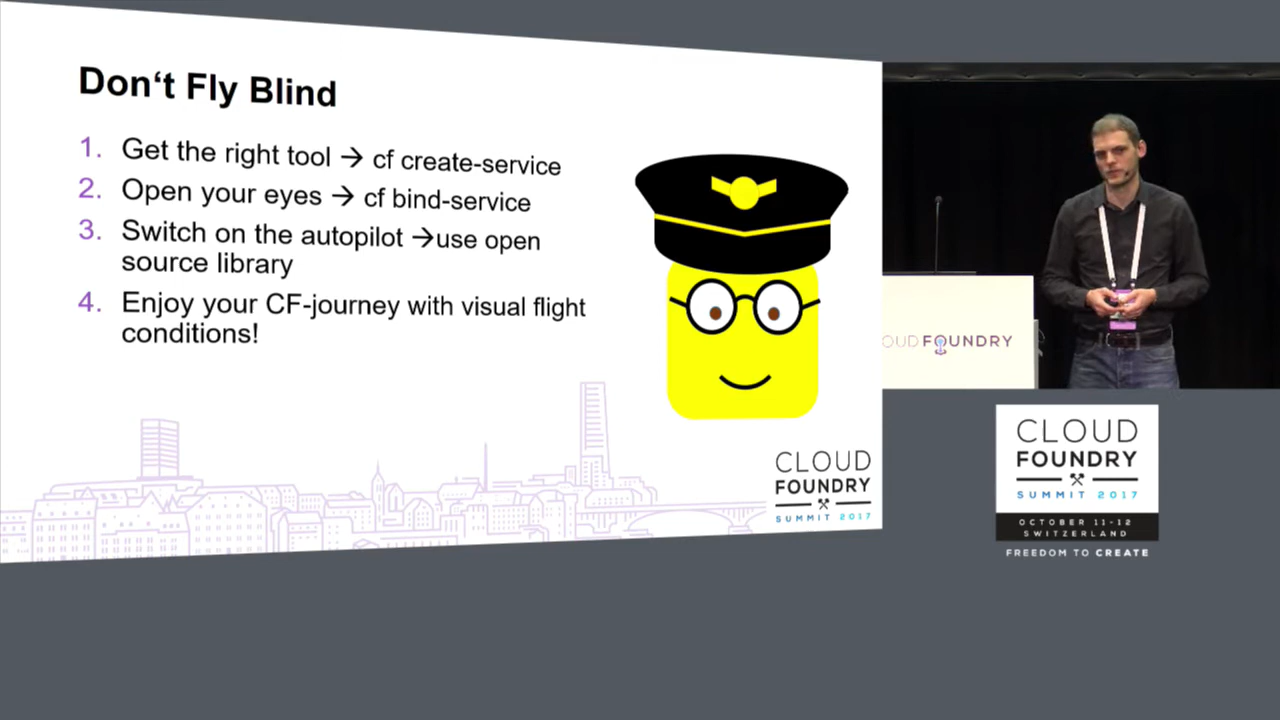 Don‘t Fly Blind
1. Get the right tool → cf create-service
2. Open your eyes → cf bind-service
3. Switch on the autopilot →use open
source library
4. Enjoy your CF-journey with visual flight
conditions!
CLOUD
FOUNDRY
SUMMIT 2017
OUD FOUNDRY
CLOUD
FOUNDRY
SUMMIT 2017
OCTOBER 11-12
SWITZERLAND
FREEDOM TO CREATE